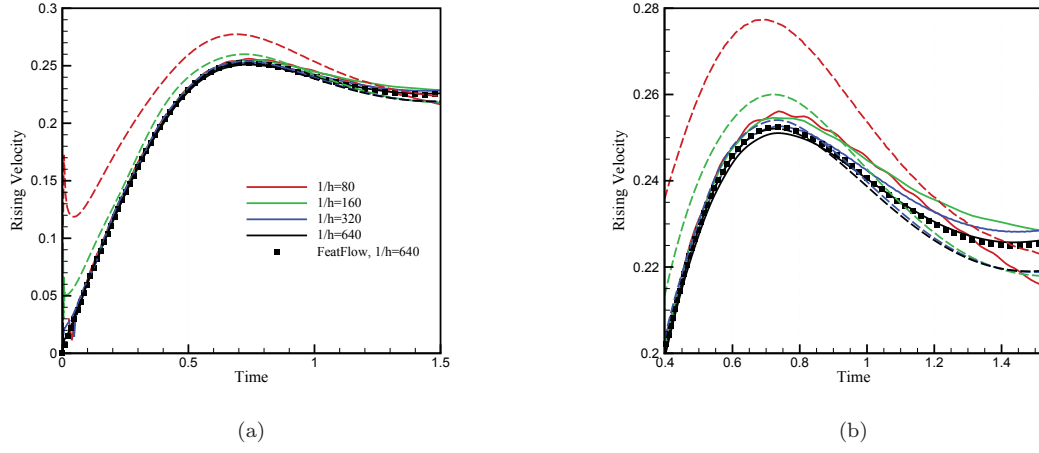 0.3
0.25
0.2
0.15
0.1
0.05
0
0
0.5
1
1.5
Rising Velocity
Time
1/h=80
1/h=160
1/h=320
1/h=640
FeatFlow, 1/h=640
(a)
0.28
0.26
0.24
0.22
0.2
0.4
0.6
0.8
1
1.2
1.4
Rising Velocity
Time
(b)